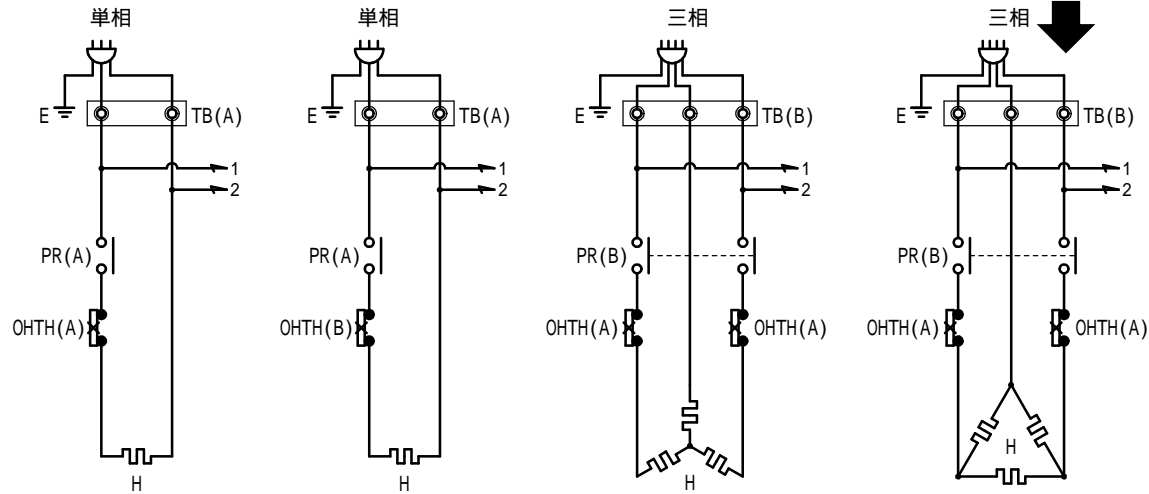 単相
E
TB(A)
1
2
PR(A)
OHTH(A)
H
単相
E
TB(A)
1
2
PR(A)
OHTH(B)
H
三相
E
TB(B)
1
2
PR(B)
OHTH(A)
OHTH(A)
H
三相
E
TB(B)
1
2
PR(B)
OHTH(A)
OHTH(A)
H